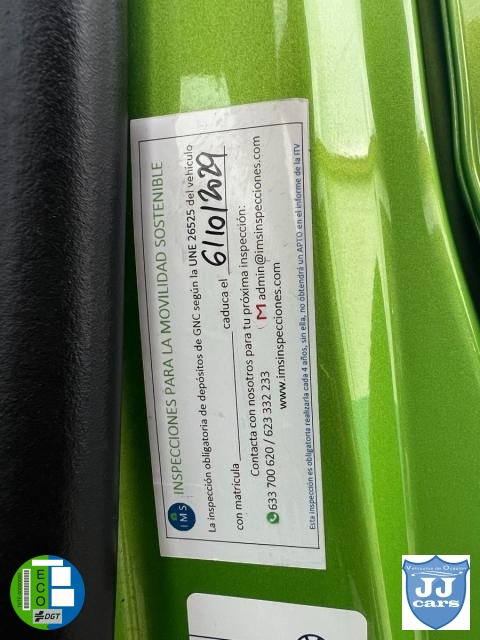 IMS
INSPECCIONES PARA LA MOVILIDAD SOSTENIBLE
La inspección obligatoria de depósitos de GNC según la UNE 26525 del vehículo
con matrícula caduca el 6/10/2029
Contacta con nosotros para tu próxima inspección:
633 700 620 / 623 332 233 M admin@imsinspecciones.com
www.imsinspecciones.com
Esta inspección es obligatoria realizarla cada 4 años, sin ella, no obtendrá un APTO en el informe de la ITV
ECO
DGT
JJ
cars